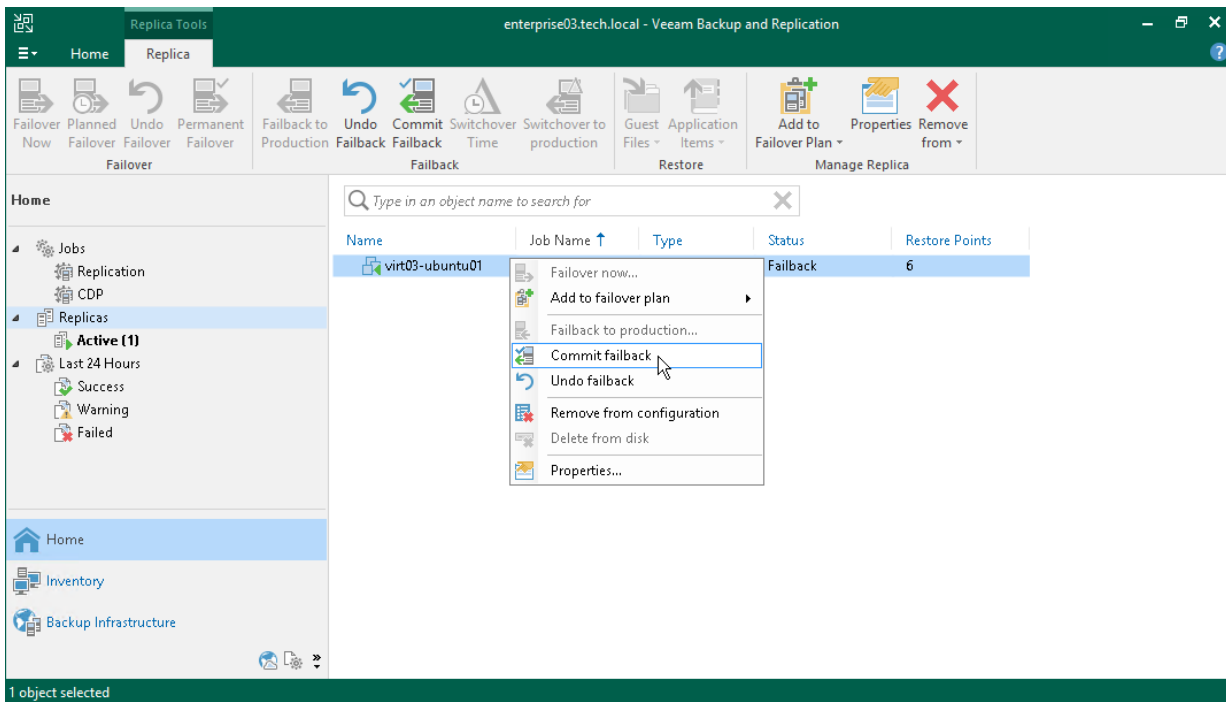 Replica Tools
enterprise03.tech.local - Veeam Backup and Replication
Home Replica
Failover Now
Planned Failover
Undo Failover
Permanent Failover
Failover
Failback to Production
Undo Failback
Commit Failback
Switchover Time
Switchover to production
Failback
Guest Files
Application Items
Restore
Add to Failover Plan
Properties
Remove from
Manage Replica
Home
Jobs
Replication
CDP
Replicas
Active (1)
Last 24 Hours
Success
Warning
Failed
Home
Inventory
Backup Infrastructure
Type in an object name to search for
Name Job Name Type Status Restore Points
virt03-ubuntu01 Failback 6
Failover now...
Add to failover plan
Failback to production...
Commit failback
Undo failback
Remove from configuration
Delete from disk
Properties...
1 object selected